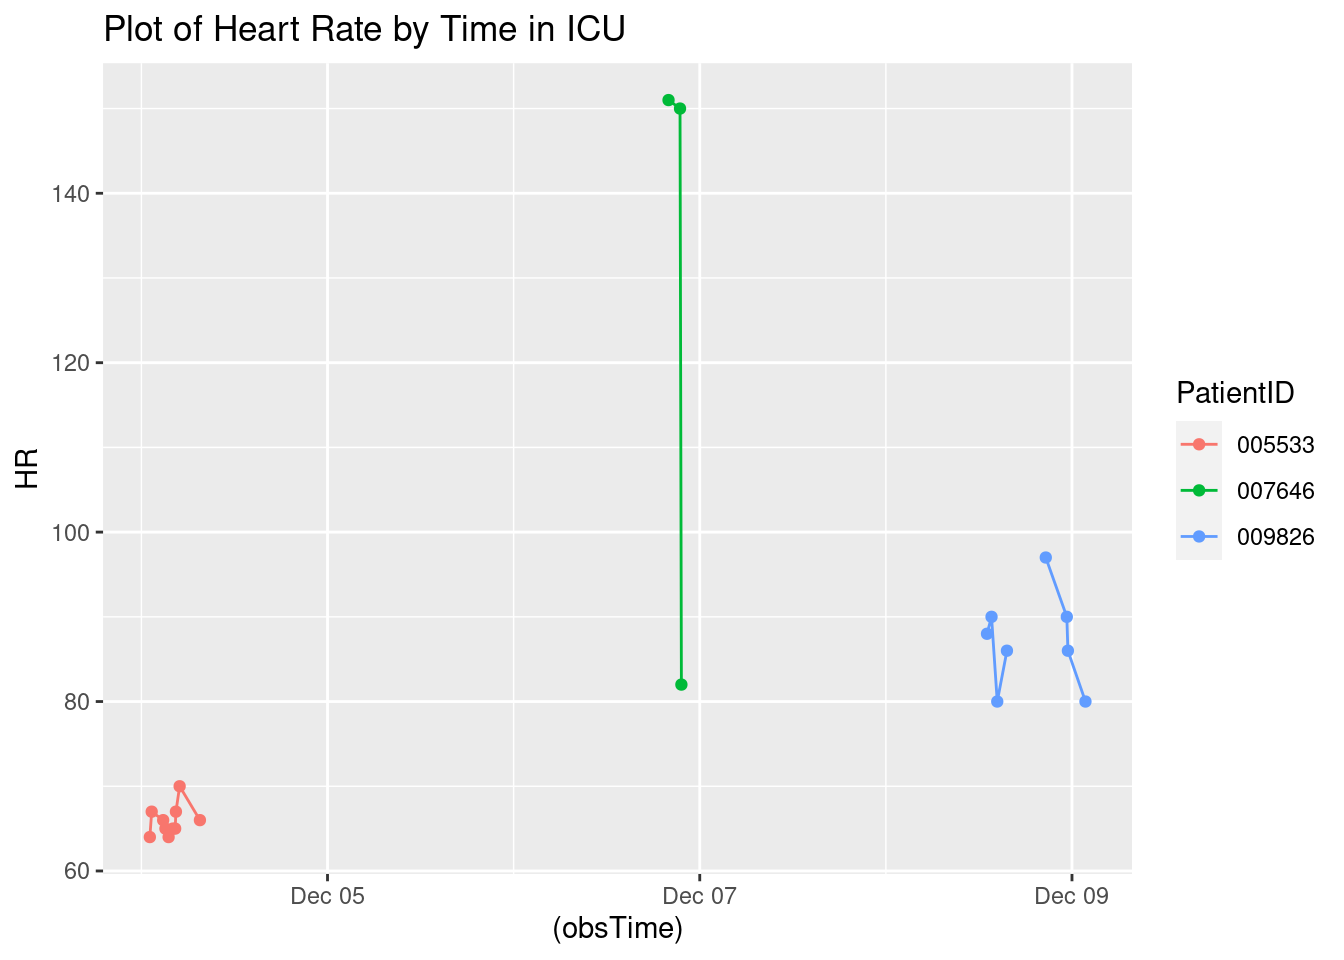 Plot of Heart Rate by Time in ICU
140
120
100
80
60
HR
Dec 05
Dec 07
Dec 09
(obsTime)
PatientID
005533
007646
009826